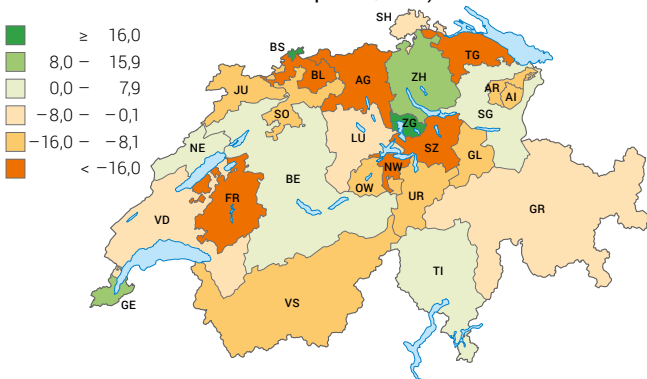 ≥ 16,0
8,0 – 15,9
0,0 – 7,9
−8,0 – −0,1
−16,0 – −8,1
< −16,0
SH
BS
TG
BL
AG
ZH
JU
AR
AI
SO
ZG
SG
LU
NE
SZ
GL
NW
BE
OW
FR
UR
GR
VD
TI
VS
GE